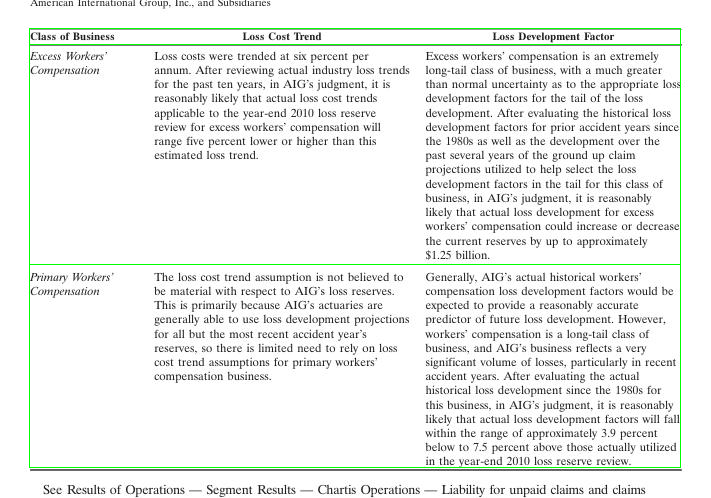 American International Group, Inc., and Subsidiaries
Class of Business Loss Cost Trend Loss Development Factor
Excess Workers'
Compensation
Loss costs were trended at six percent per
annum. After reviewing actual industry loss trends
for the past ten years, in AIG's judgment, it is
reasonably likely that actual loss cost trends
applicable to the year-end 2010 loss reserve
review for excess workers' compensation will
range five percent lower or higher than this
estimated loss trend.
Excess workers' compensation is an extremely
long-tail class of business, with a much greater
than normal uncertainty as to the appropriate loss
development factors for the tail of the loss
development. After evaluating the historical loss
development factors for prior accident years since
the 1980s as well as the development over the
past several years of the ground up claim
projections utilized to help select the loss
development factors in the tail for this class of
business, in AIG's judgment, it is reasonably
likely that actual loss development for excess
workers' compensation could increase or decrease
the current reserves by up to approximately
$1.25 billion.
Primary Workers'
Compensation
The loss cost trend assumption is not believed to
be material with respect to AIG's loss reserves.
This is primarily because AIG's actuaries are
generally able to use loss development projections
for all but the most recent accident year's
reserves, so there is limited need to rely on loss
cost trend assumptions for primary workers'
compensation business.
Generally, AIG's actual historical workers'
compensation loss development factors would be
expected to provide a reasonably accurate
predictor of future loss development. However,
workers' compensation is a long-tail class of
business, and AIG's business reflects a very
significant volume of losses, particularly in recent
accident years. After evaluating the actual
historical loss development since the 1980s for
this business, in AIG's judgment, it is reasonably
likely that actual loss development factors will fall
within the range of approximately 3.9 percent
below to 7.5 percent above those actually utilized
in the year-end 2010 loss reserve review.
See Results of Operations — Segment Results — Chartis Operations — Liability for unpaid claims and claims